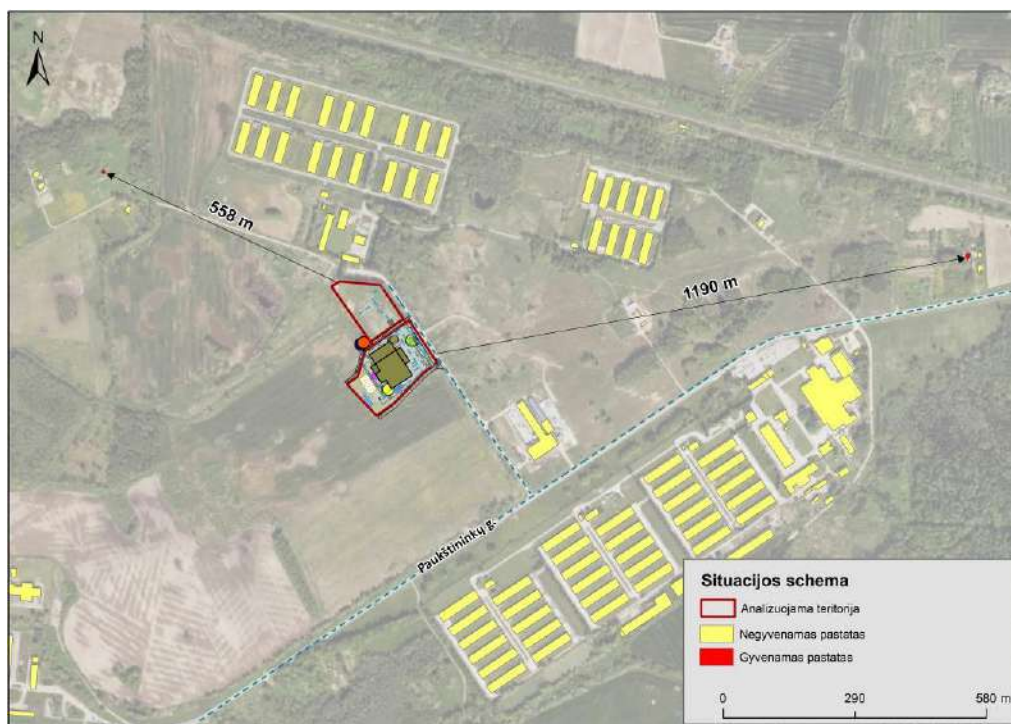 N
558 m
1190 m
Paukštininkų g.
Situacijos schema
Analizuojama teritorija
Negyvenamas pastatas
Gyvenamas pastatas
0 290 580 m